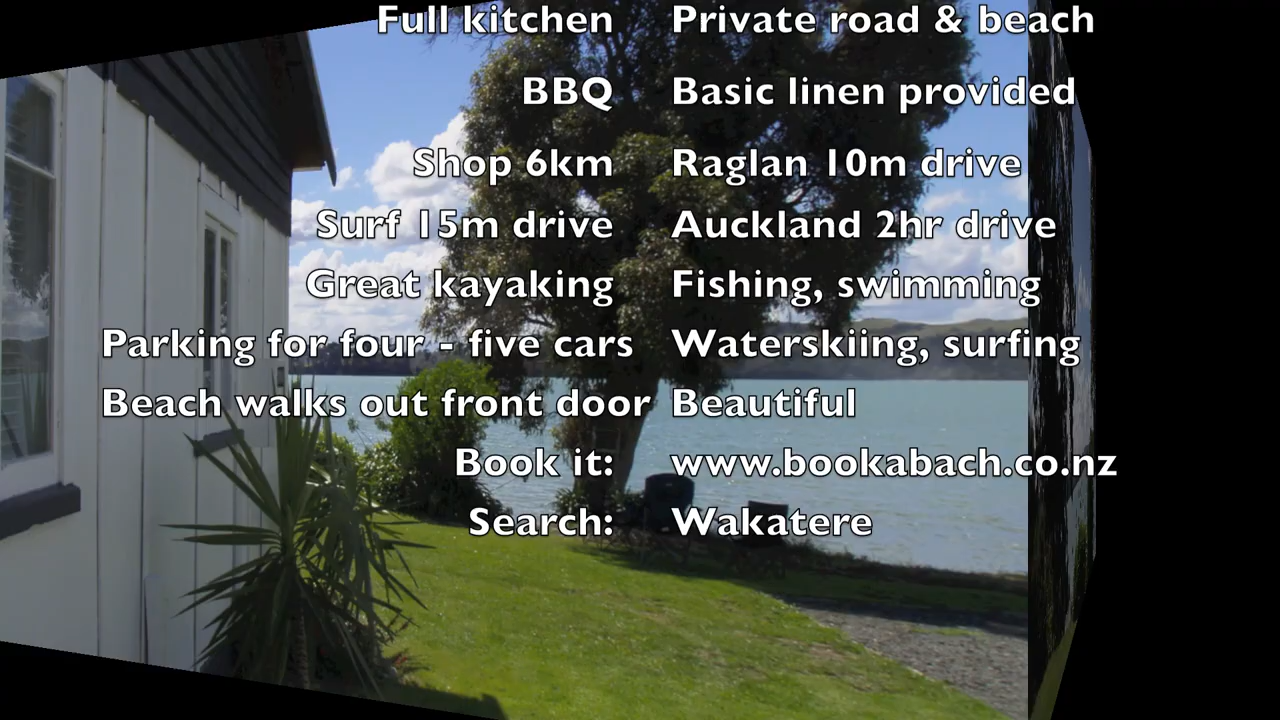 Full kitchen Private road & beach
BBQ Basic linen provided
Shop 6km Raglan 10m drive
Surf 15m drive Auckland 2hr drive
Great kayaking Fishing, swimming
Parking for four - five cars Waterskiing, surfing
Beach walks out front door Beautiful
Book it: www.bookabach.co.nz
Search: Wakatere